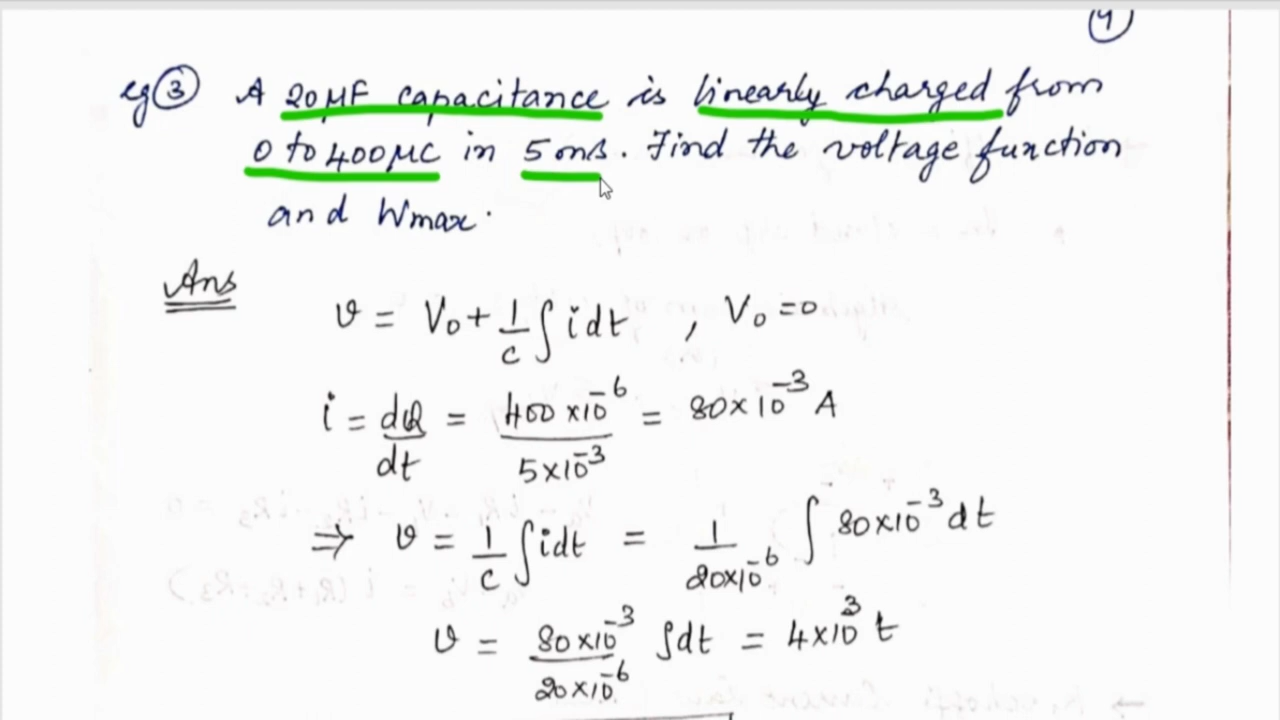 (4)
eg ③ A 20μF capacitance is linearly charged from
0 to 400μC in 5ms. Find the voltage function
and Wmax.
Ans
v = V₀ + 1/c ∫ i dt , V₀ = 0
i = dQ/dt = 400×10⁻⁶ / 5×10⁻³ = 80×10⁻³ A
⇒ v = 1/c ∫ i dt = 1/20×10⁻⁶ ∫ 80×10⁻³ dt
v = 80×10⁻³ / 20×10⁻⁶ ∫ dt = 4×10³ t